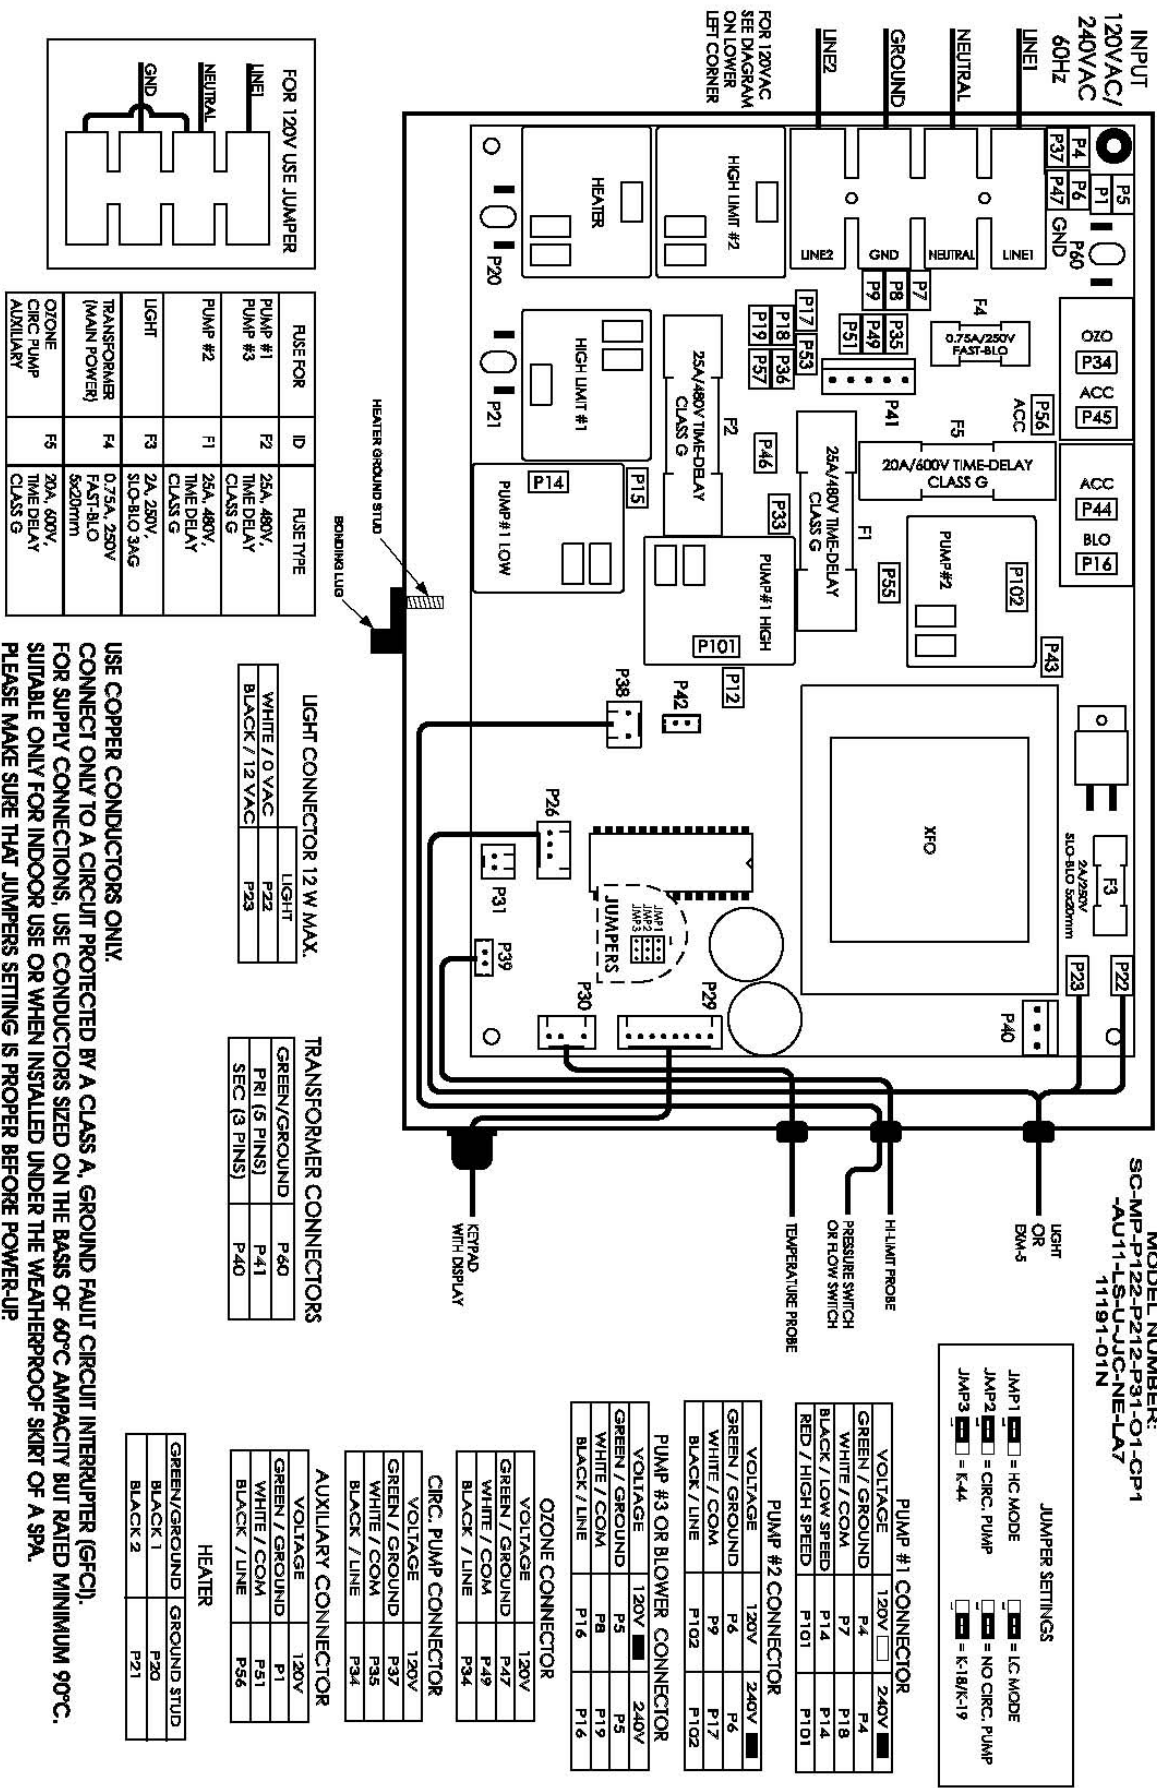 MODEL NUMBER:
SC-MP-P122-P212-P31-O1-CP1
-AU11-LS-U-JJC-NE-LA7
11191-01N
INPUT
120VAC/
240VAC
60Hz
LINE1
NEUTRAL
GROUND
LINE2
FOR 120VAC
SEE DIAGRAM
ON LOWER
LEFT CORNER
P5
P1
P4
P6
P37
P47
P60
GND
LINE1
NEUTRAL
GND
LINE2
OZO
P34
ACC
P45
ACC
P44
BLO
P16
P56
ACC
F4
0.75A/250V
FAST-BLO
F5
20A/600V TIME-DELAY
CLASS G
P7
P8
P9
P35
P49
P51
P41
P17
P18
P19
P53
P36
P57
F1
25A/480V TIME-DELAY
CLASS G
F2
25A/480V TIME-DELAY
CLASS G
P46
P33
P55
P15
P14
PUMP#1 LOW
PUMP#1 HIGH
P101
P12
PUMP#2
P102
P43
HIGH LIMIT #2
HEATER
HIGH LIMIT #1
P20
P21
XFO
F3
2A/250V
SLO-BLO 5x20mm
P22
P23
P40
P42
P38
P26
P31
P39
P30
P29
JMP1
JMP2
JMP3
JUMPERS
LIGHT
OR
EXM-5
HI-LIMIT PROBE
PRESSURE SWITCH
OR FLOW SWITCH
TEMPERATURE PROBE
KEYPAD
WITH DISPLAY
HEATER GROUND STUD
BONDING LUG
JUMPER SETTINGS
JMP1 = HC MODE = LC MODE
JMP2 = CIRC. PUMP = NO CIRC. PUMP
JMP3 = K-44 = K-18/K-19
PUMP #1 CONNECTOR
VOLTAGE 120V 240V
GREEN / GROUND P4 P4
WHITE / COM P7 P18
BLACK / LOW SPEED P14 P14
RED / HIGH SPEED P101 P101
PUMP #2 CONNECTOR
VOLTAGE 120V 240V
GREEN / GROUND P6 P6
WHITE / COM P9 P17
BLACK / LINE P102 P102
PUMP #3 OR BLOWER CONNECTOR
VOLTAGE 120V 240V
GREEN / GROUND P5 P5
WHITE / COM P8 P19
BLACK / LINE P16 P16
OZONE CONNECTOR
VOLTAGE 120V
GREEN / GROUND P47
WHITE / COM P49
BLACK / LINE P34
CIRC. PUMP CONNECTOR
VOLTAGE 120V
GREEN / GROUND P37
WHITE / COM P35
BLACK / LINE P34
AUXILIARY CONNECTOR
VOLTAGE 120V
GREEN / GROUND P1
WHITE / COM P51
BLACK / LINE P56
HEATER
GREEN/GROUND GROUND STUD
BLACK 1 P20
BLACK 2 P21
TRANSFORMER CONNECTORS
GREEN/GROUND P60
PRI (5 PINS) P41
SEC (3 PINS) P40
LIGHT CONNECTOR 12 W MAX.
LIGHT
WHITE / 0 VAC P22
BLACK / 12 VAC P23
FOR 120V USE JUMPER
LINE1
NEUTRAL
GND
FUSE FOR ID FUSE TYPE
PUMP #1
PUMP #3
F2
25A, 480V,
TIME DELAY
CLASS G
PUMP #2
F1
25A, 480V,
TIME DELAY
CLASS G
LIGHT
F3
2A, 250V,
SLO-BLO 3AG
TRANSFORMER
(MAIN POWER)
F4
0.75A, 250V
FAST-BLO
5x20mm
OZONE
CIRC PUMP
AUXILIARY
F5
20A, 600V,
TIME DELAY
CLASS G
USE COPPER CONDUCTORS ONLY.
CONNECT ONLY TO A CIRCUIT PROTECTED BY A CLASS A, GROUND FAULT CIRCUIT INTERRUPTER (GFCI).
FOR SUPPLY CONNECTIONS, USE CONDUCTORS SIZED ON THE BASIS OF 60°C AMPACITY BUT RATED MINIMUM 90°C.
SUITABLE ONLY FOR INDOOR USE OR WHEN INSTALLED UNDER THE WEATHERPROOF SKIRT OF A SPA.
PLEASE MAKE SURE THAT JUMPERS SETTING IS PROPER BEFORE POWER-UP.